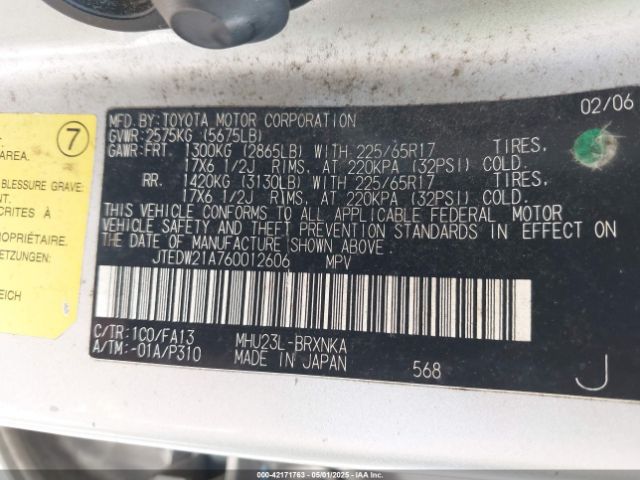 7
AREA.
BLESSURE GRAVE
CRITES À
PROPRIÉTAIRE.
ETZUNGEN
EICH
02/06
MFD.BY:TOYOTA MOTOR CORPORATION
GVWR:2575KG (5675LB)
GAWR:FRT. 1300KG (2865LB) WITH 225/65R17 TIRES.
17X6 1/2J RIMS, AT 220KPA (32PSI) COLD.
RR. 1420KG (3130LB) WITH 225/65R17 TIRES.
17X6 1/2J RIMS, AT 220KPA (32PSI) COLD.
THIS VEHICLE CONFORMS TO ALL APPLICABLE FEDERAL MOTOR
VEHICLE SAFETY AND THEFT PREVENTION STANDARDS IN EFFECT ON
THE DATE OF MANUFACTURE SHOWN ABOVE.
JTEDW21A760012606 MPV
C/TR:1C0/FA13 MHU23L-BRXNKA
A/TM:-01A/P310 MADE IN JAPAN 568 J
000-42171763 - 05/01/2025 - IAAPHOTOS